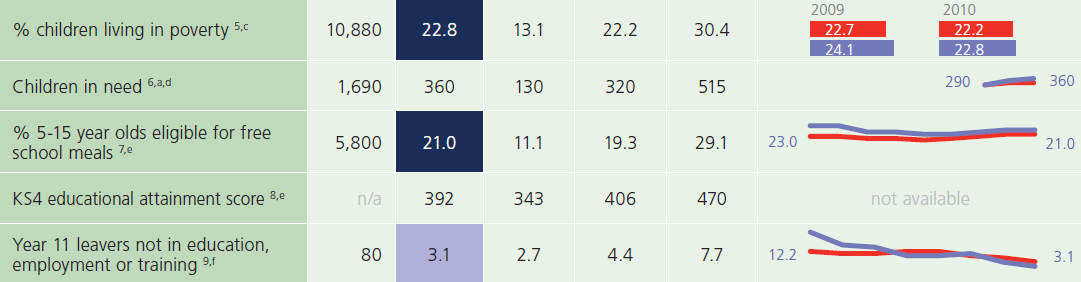 2009 2010
% children living in poverty 5,c 10,880 22.8 13.1 22.2 30.4 22.7 22.2
24.1 22.8
Children in need 6,a,d 1,690 360 130 320 515 290 360
% 5-15 year olds eligible for free
school meals 7,e 5,800 21.0 11.1 19.3 29.1 23.0 21.0
KS4 educational attainment score 8,e n/a 392 343 406 470 not available
Year 11 leavers not in education,
employment or training 9,f 80 3.1 2.7 4.4 7.7 12.2 3.1